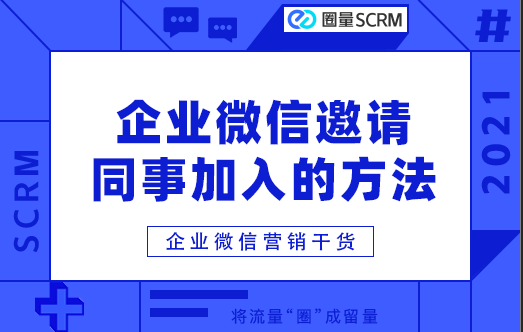 圈量SCRM
#
企业微信邀请
同事加入的方法
企业微信营销干货
SCRM
2021
将流量“圈”成留量